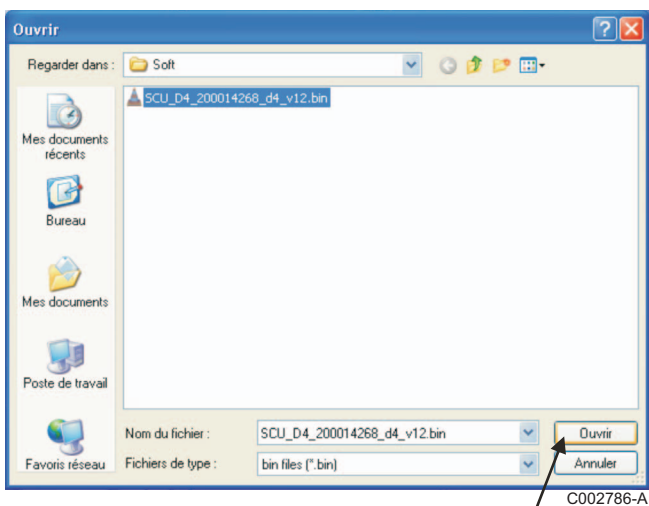 Ouvrir
Regarder dans :
Soft
SCU_D4_200014268_d4_v12.bin
Mes documents
récents
Bureau
Mes documents
Poste de travail
Favoris réseau
Nom du fichier :
SCU_D4_200014268_d4_v12.bin
Ouvrir
Fichiers de type :
bin files (*.bin)
Annuler
C002786-A